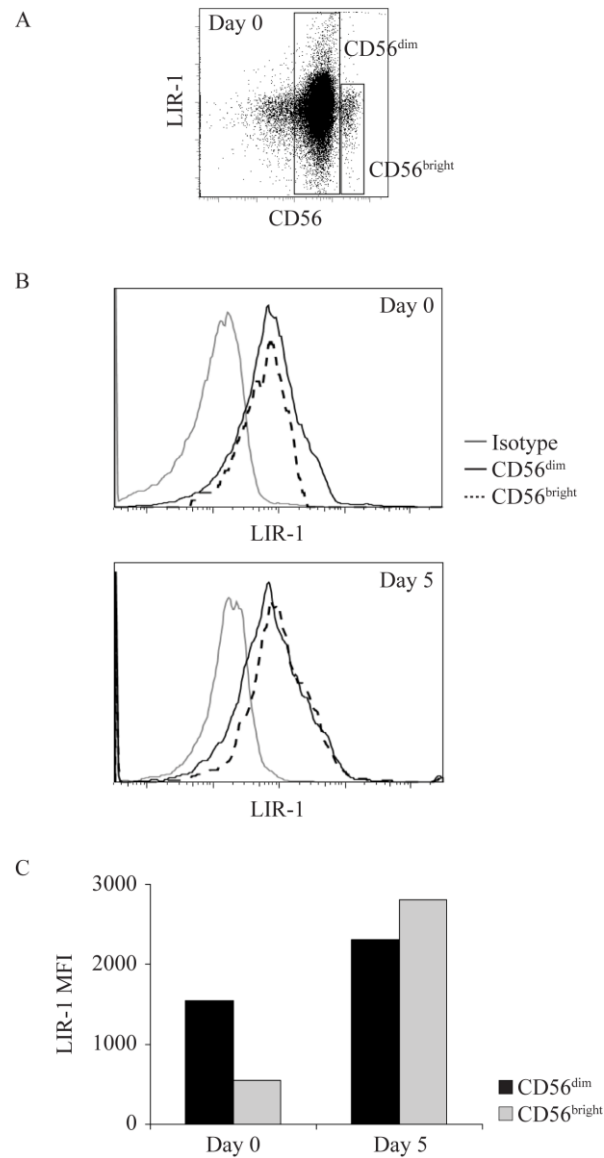 A
Day 0
CD56dim
CD56bright
LIR-1
CD56
B
Day 0
Isotype
CD56dim
CD56bright
LIR-1
Day 5
LIR-1
C
3000
2000
1000
0
LIR-1 MFI
Day 0
Day 5
CD56dim
CD56bright